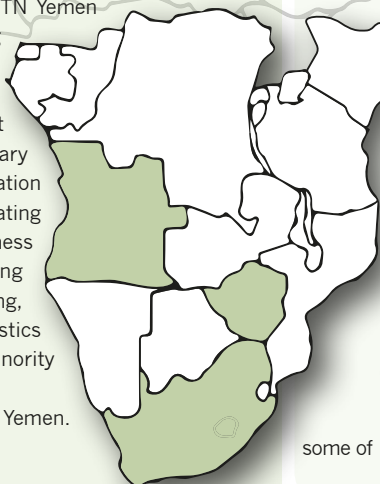 TN Yemen
t
ary
ation
ating
ness
ng
ng,
stics
nority
Yemen.
some of